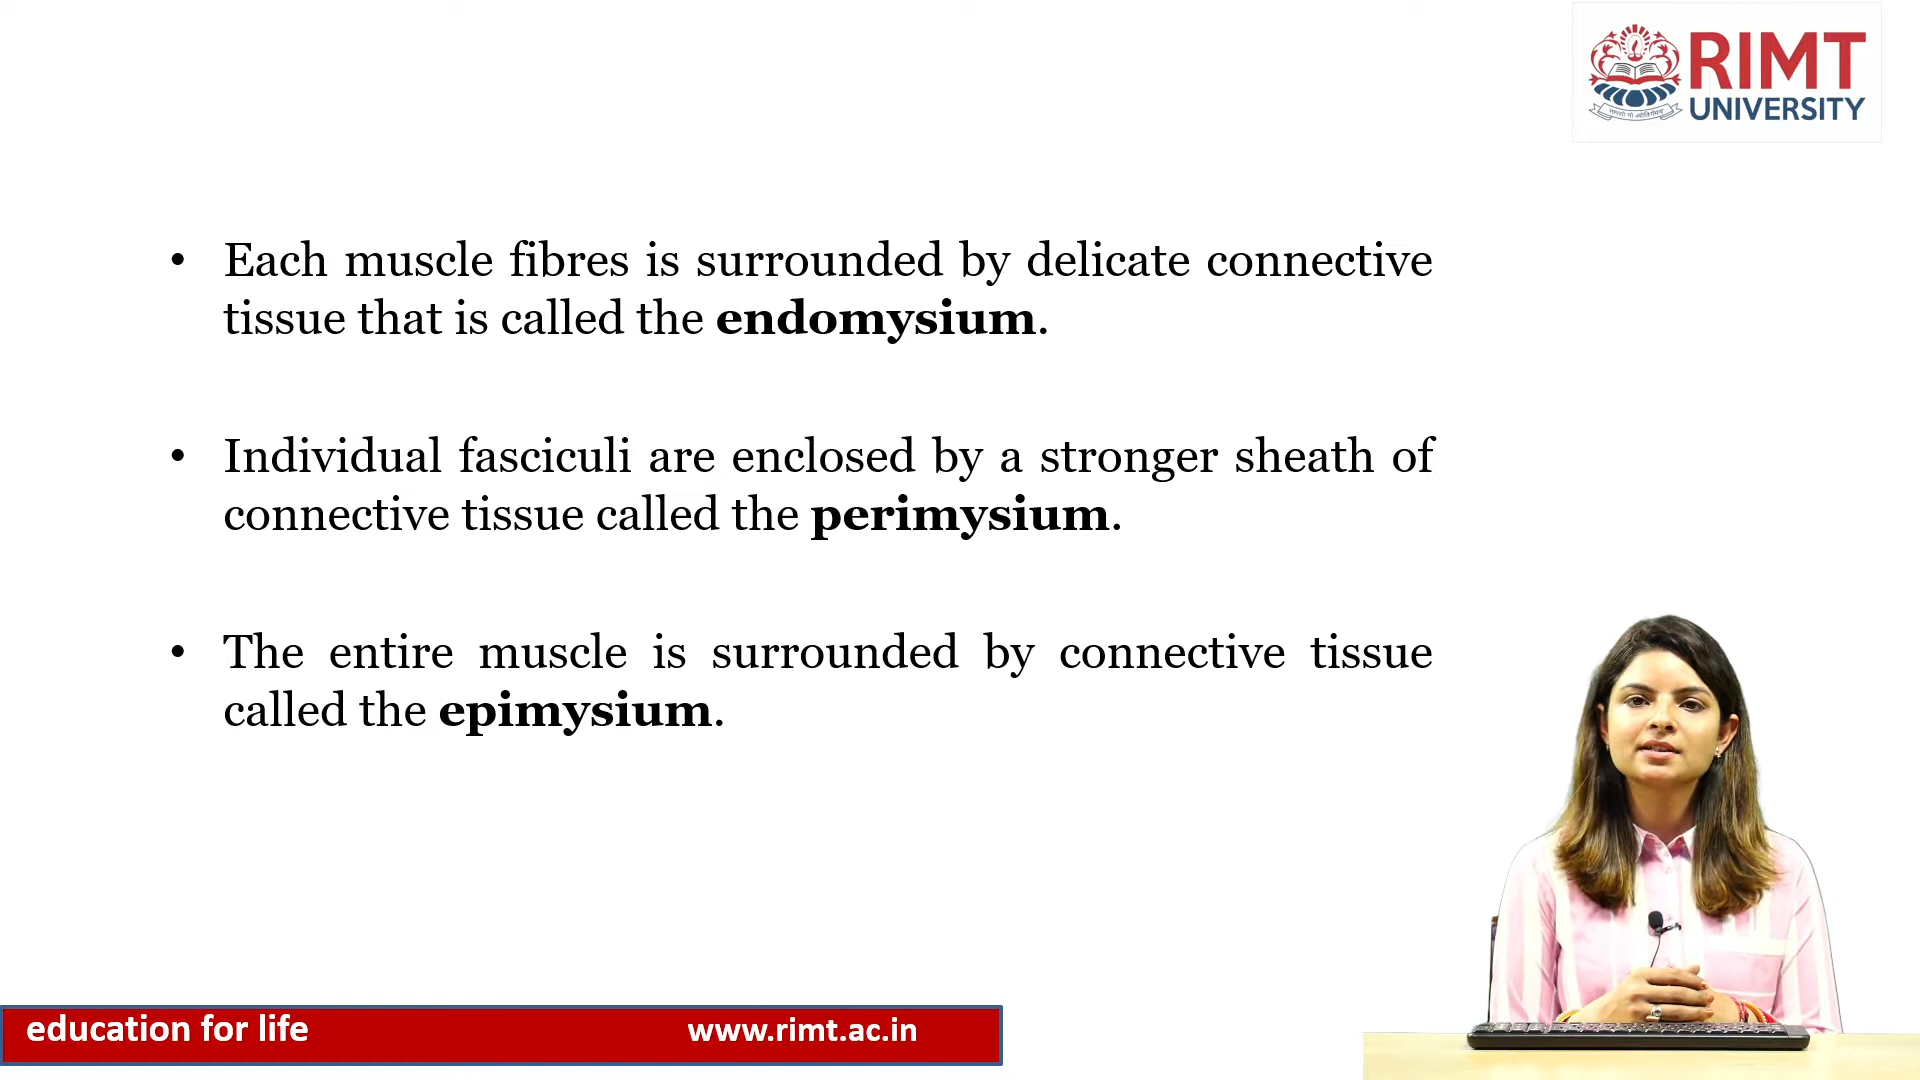 RIMT
UNIVERSITY
• Each muscle fibres is surrounded by delicate connective
tissue that is called the endomysium.
• Individual fasciculi are enclosed by a stronger sheath of
connective tissue called the perimysium.
• The entire muscle is surrounded by connective tissue
called the epimysium.
education for life
www.rimt.ac.in